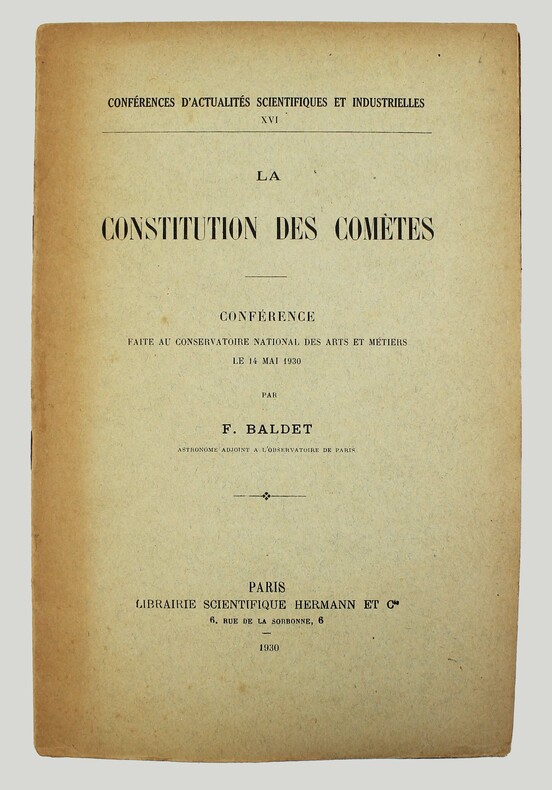 CONFÉRENCES D'ACTUALITÉS SCIENTIFIQUES ET INDUSTRIELLES
XVI
LA
CONSTITUTION DES COMÈTES
CONFÉRENCE
FAITE AU CONSERVATOIRE NATIONAL DES ARTS ET MÉTIERS
LE 14 MAI 1930
PAR
F. BALDET
ASTRONOME ADJOINT A L'OBSERVATOIRE DE PARIS
PARIS
LIBRAIRIE SCIENTIFIQUE HERMANN ET Cie
6, RUE DE LA SORBONNE, 6
1930